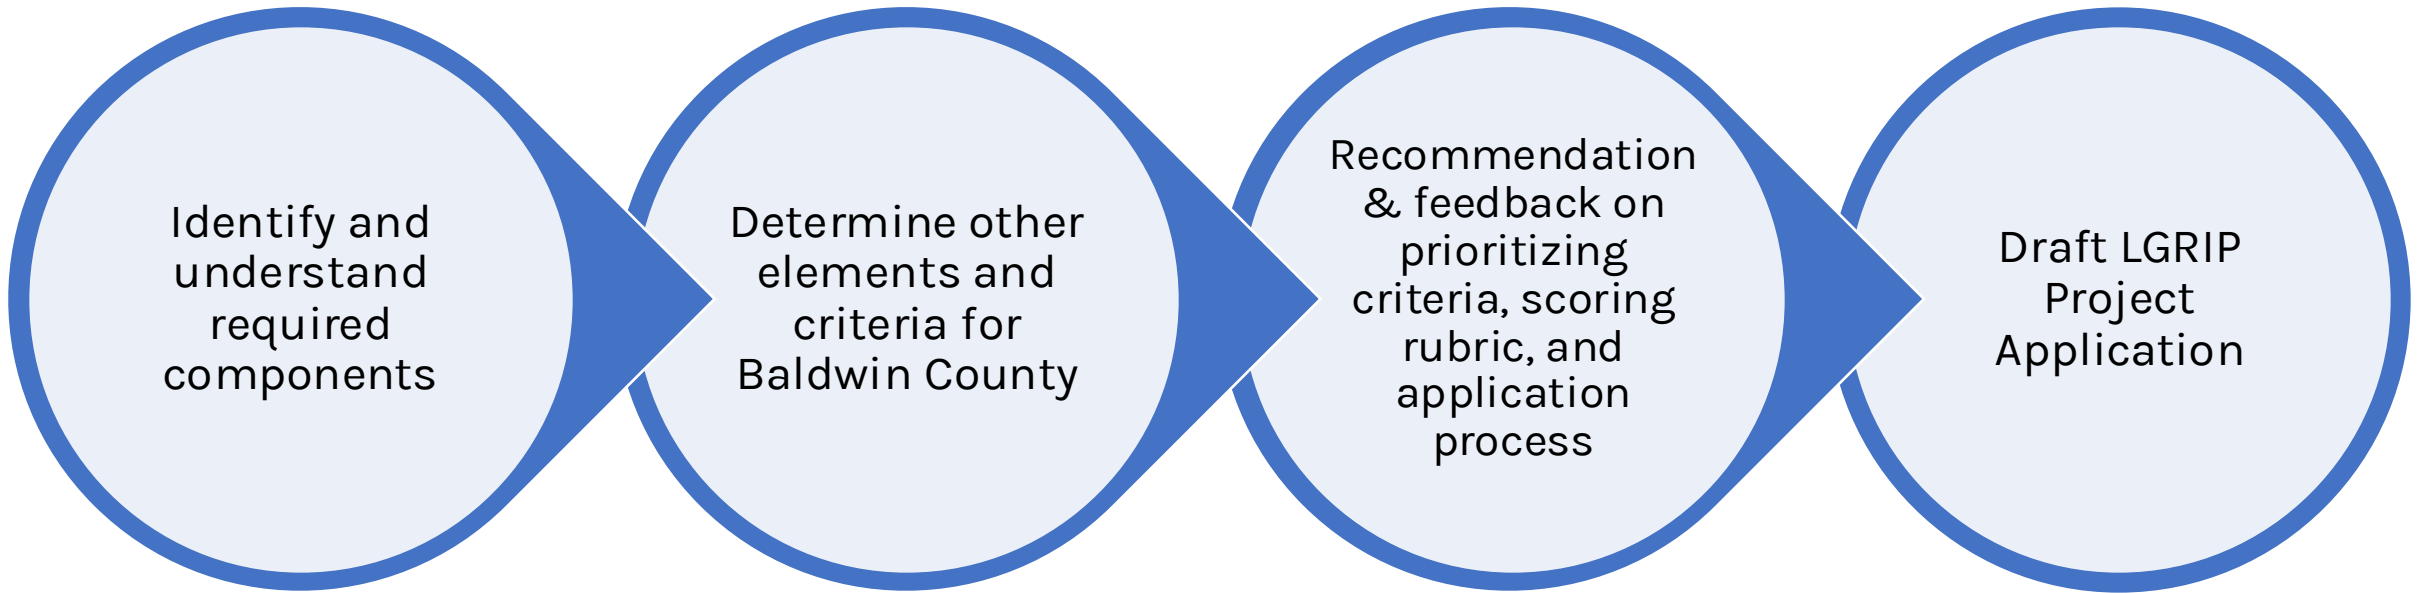 Identify and
understand
required
components
Determine other
elements and
criteria for
Baldwin County
Recommendation
& feedback on
prioritizing
criteria, scoring
rubric, and
application
process
Draft LGRIP
Project
Application